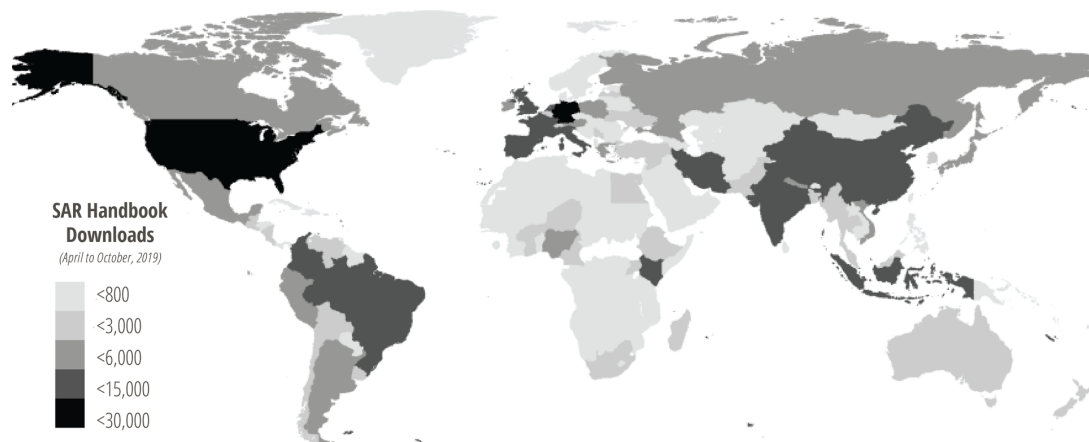 SAR Handbook
Downloads
(April to October, 2019)
<800
<3,000
<6,000
<15,000
<30,000